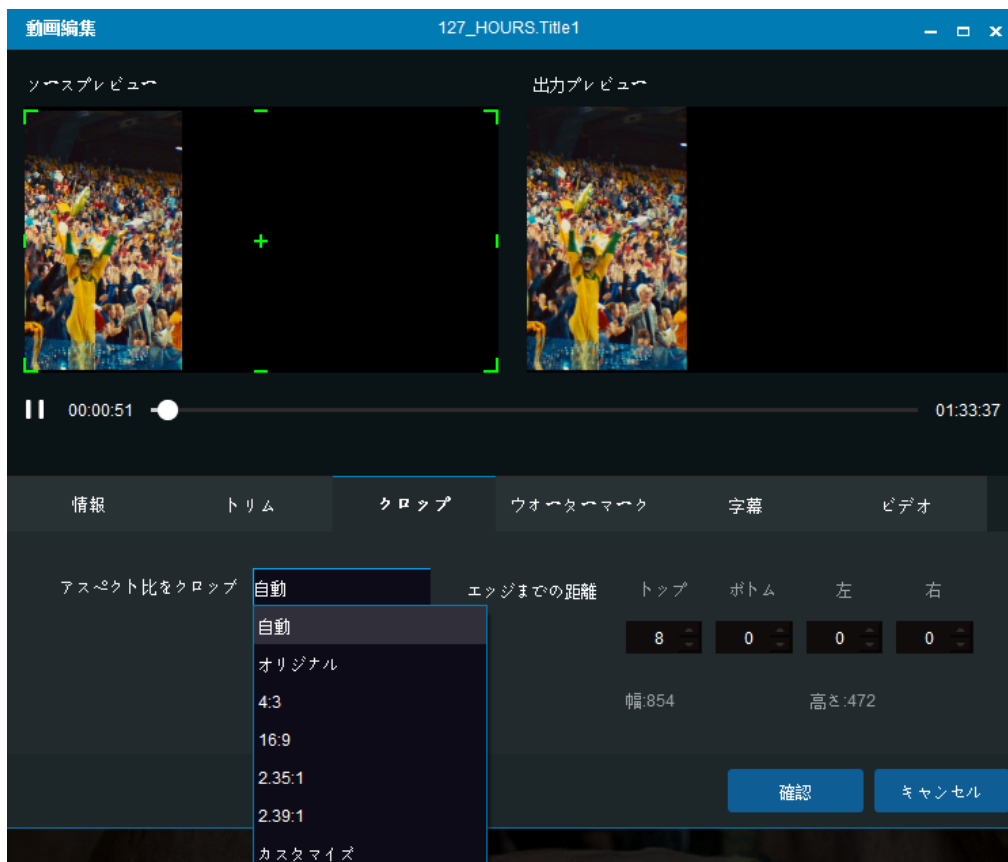 動画編集 127_HOURS.Title1
ソースプレビュー 出力プレビュー
00:00:51 01:33:37
情報 トリム クロップ ウオーターマーク 字幕 ビデオ
アスペクト比をクロップ 自動 エッジまでの距離 トップ ボトム 左 右
自動
8 0 0 0
オリジナル
4:3
幅:854 高さ:472
16:9
2.35:1
2.39:1
確認 キャンセル
カスタマイズ